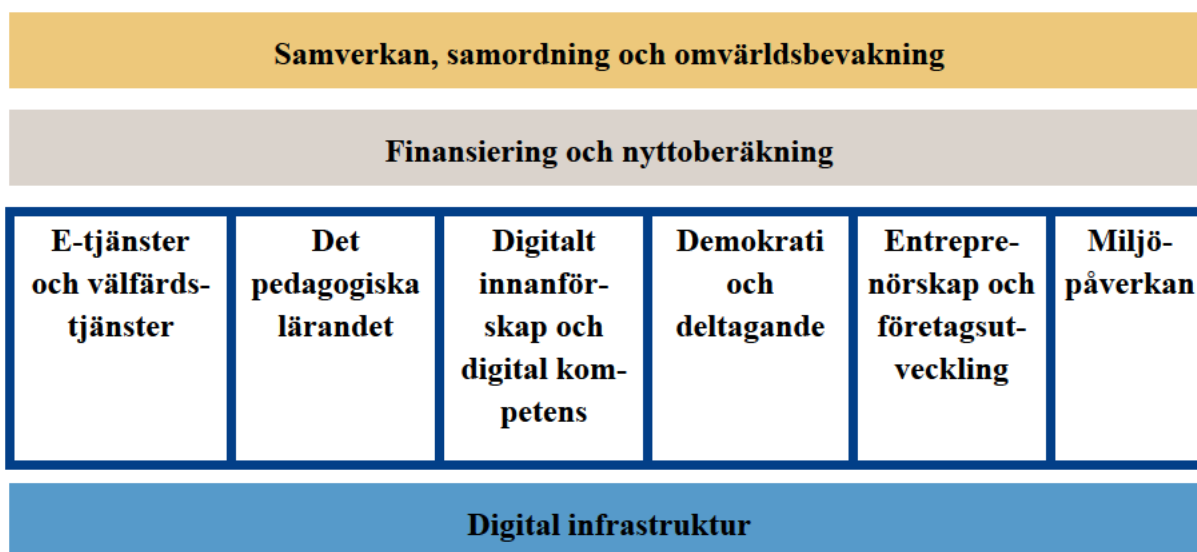 Samverkan, samordning och omvärldsbevakning
Finansiering och nyttoberäkning
E-tjänster
och välfärds-
tjänster
Det
pedagogiska
lärandet
Digitalt
innanför-
skap och
digital kom-
petens
Demokrati
och
deltagande
Entrepre-
nörskap och
företagsut-
veckling
Miljö-
påverkan
Digital infrastruktur